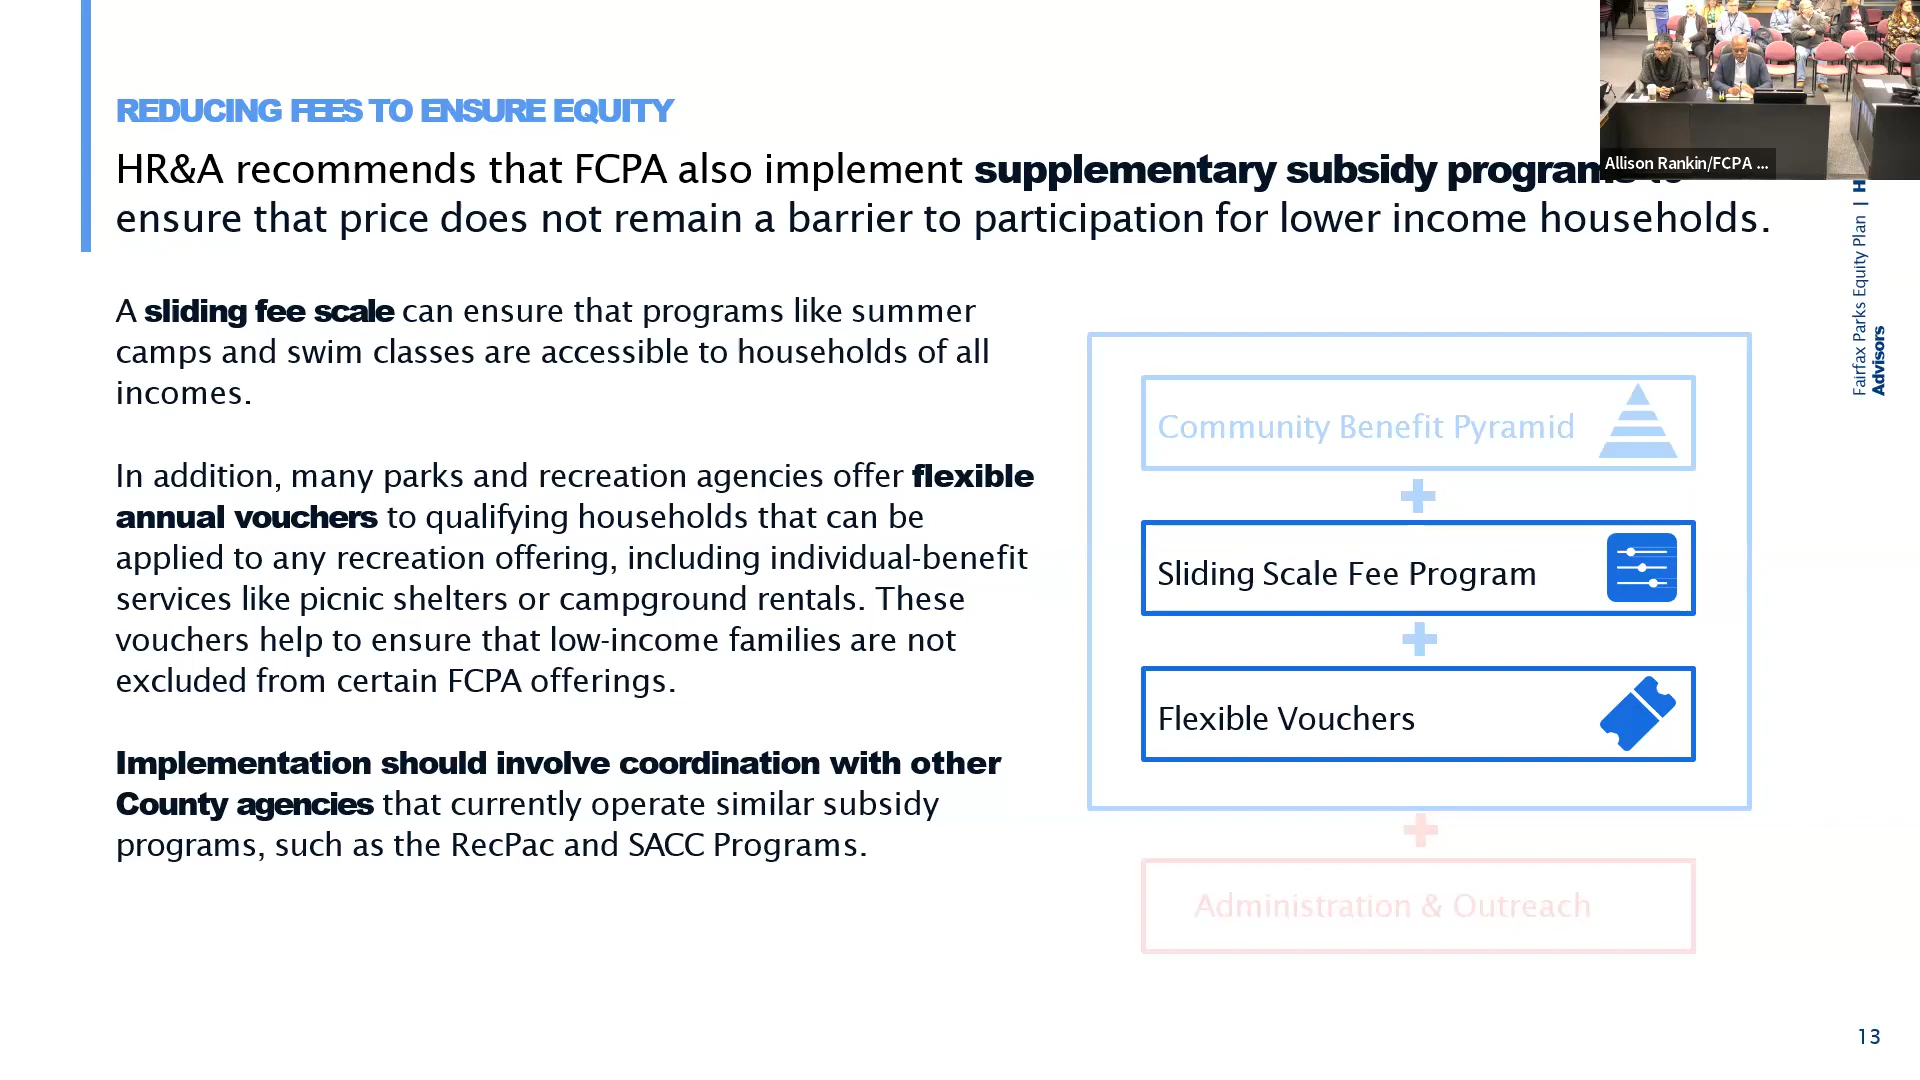 REDUCING FEES TO ENSURE EQUITY
HR&A recommends that FCPA also implement supplementary subsidy programs to
ensure that price does not remain a barrier to participation for lower income households.
A sliding fee scale can ensure that programs like summer
camps and swim classes are accessible to households of all
incomes.
In addition, many parks and recreation agencies offer flexible
annual vouchers to qualifying households that can be
applied to any recreation offering, including individual-benefit
services like picnic shelters or campground rentals. These
vouchers help to ensure that low-income families are not
excluded from certain FCPA offerings.
Implementation should involve coordination with other
County agencies that currently operate similar subsidy
programs, such as the RecPac and SACC Programs.
Community Benefit Pyramid
Sliding Scale Fee Program
Flexible Vouchers
Administration & Outreach
Allison Rankin/FCPA ...
Fairfax Parks Equity Plan | H
Advisors
13